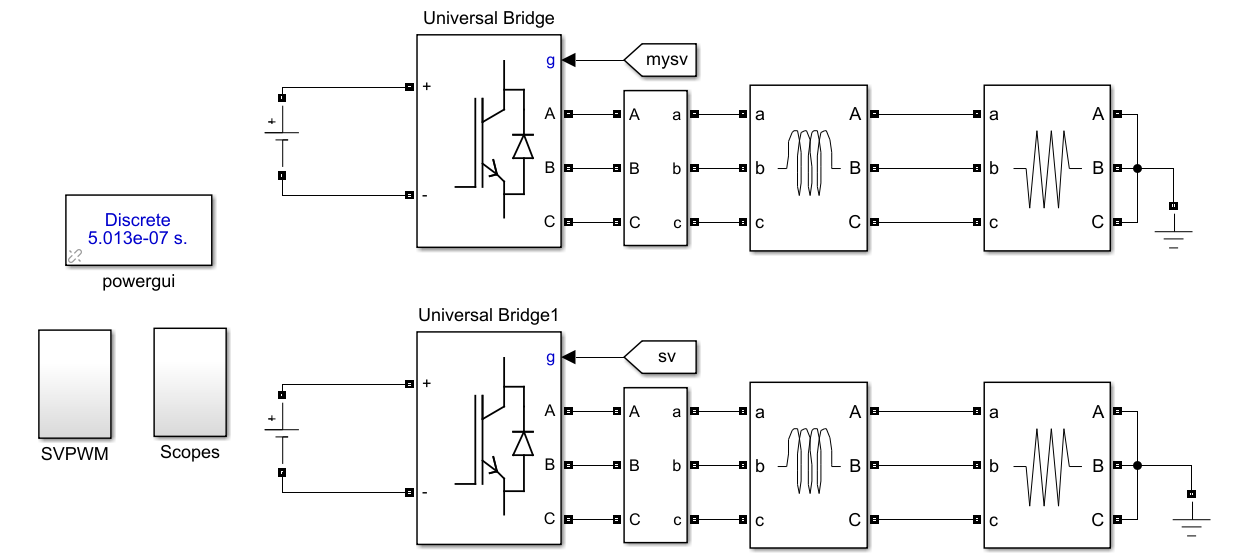 Universal Bridge
g
mysv
+
A
A
a
a
A
a
A
+
B
B
b
b
B
b
B
-
C
C
c
c
C
c
C
Discrete
5.013e-07 s.
powergui
Universal Bridge1
g
sv
+
A
A
a
a
A
a
A
+
B
B
b
b
B
b
B
-
C
C
c
c
C
c
C
SVPWM
Scopes